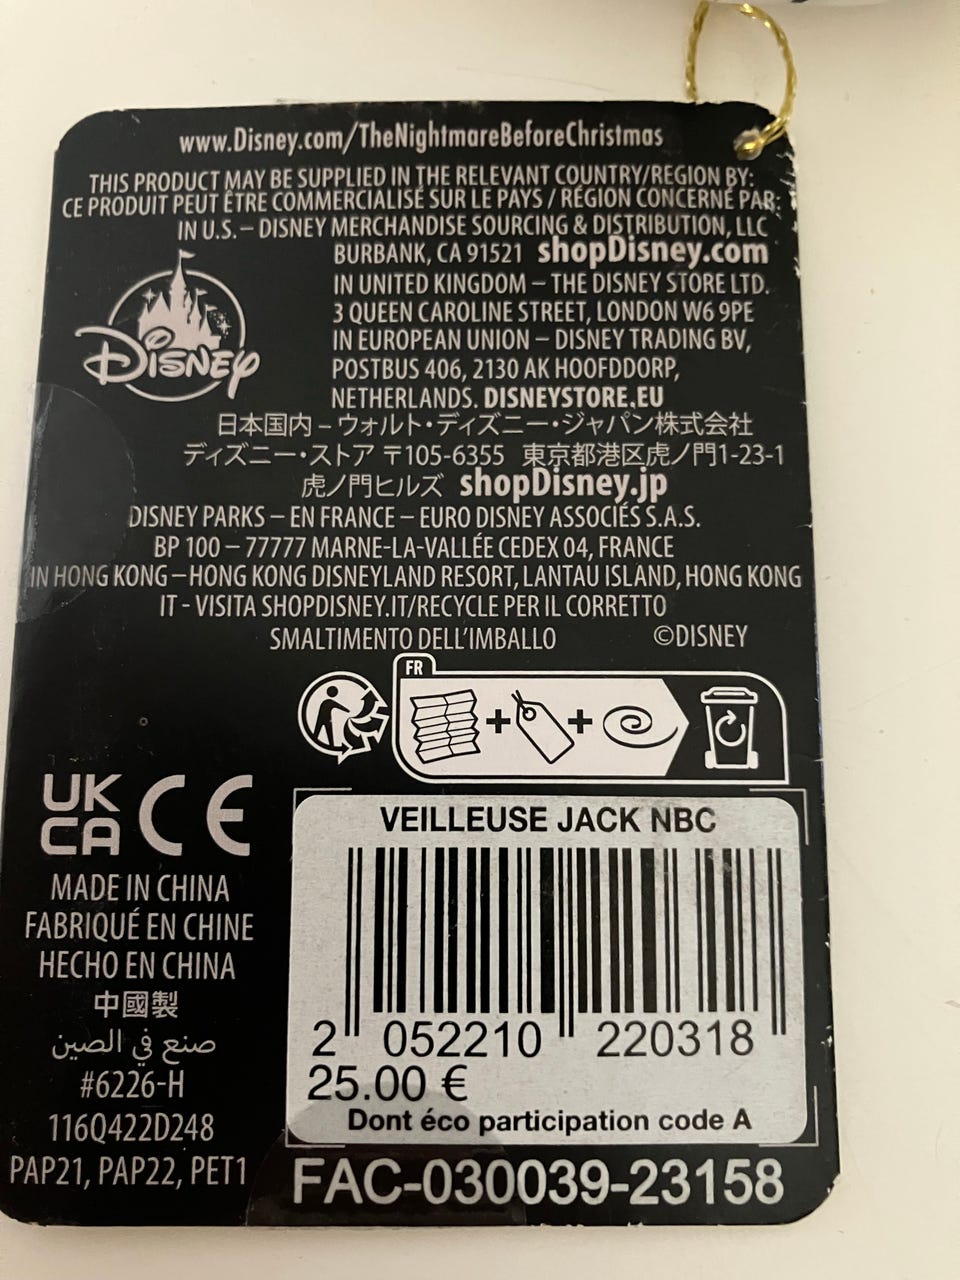 www.Disney.com/TheNightmareBeforeChristmas
THIS PRODUCT MAY BE SUPPLIED IN THE RELEVANT COUNTRY/REGION BY:
CE PRODUIT PEUT ÊTRE COMMERCIALISÉ SUR LE PAYS / RÉGION CONCERNÉ PAR:
IN U.S. – DISNEY MERCHANDISE SOURCING & DISTRIBUTION, LLC
BURBANK, CA 91521 shopDisney.com
IN UNITED KINGDOM – THE DISNEY STORE LTD.
3 QUEEN CAROLINE STREET, LONDON W6 9PE
IN EUROPEAN UNION – DISNEY TRADING BV,
POSTBUS 406, 2130 AK HOOFDDORP,
NETHERLANDS. DISNEYSTORE.EU
Disney
日本国内 – ウォルト・ディズニー・ジャパン株式会社
ディズニー・ストア 〒105-6355 東京都港区虎ノ門1-23-1
虎ノ門ヒルズ shopDisney.jp
DISNEY PARKS – EN FRANCE – EURO DISNEY ASSOCIÉS S.A.S.
BP 100 – 77777 MARNE-LA-VALLÉE CEDEX 04, FRANCE
IN HONG KONG – HONG KONG DISNEYLAND RESORT, LANTAU ISLAND, HONG KONG
IT - VISITA SHOPDISNEY.IT/RECYCLE PER IL CORRETTO
SMALTIMENTO DELL'IMBALLO ©DISNEY
FR
UK
CA CE
MADE IN CHINA
FABRIQUÉ EN CHINE
HECHO EN CHINA
中國製
صنع في الصين
#6226-H
116Q422D248
PAP21, PAP22, PET1
VEILLEUSE JACK NBC
2 052210 220318
25.00 €
Dont éco participation code A
FAC-030039-23158